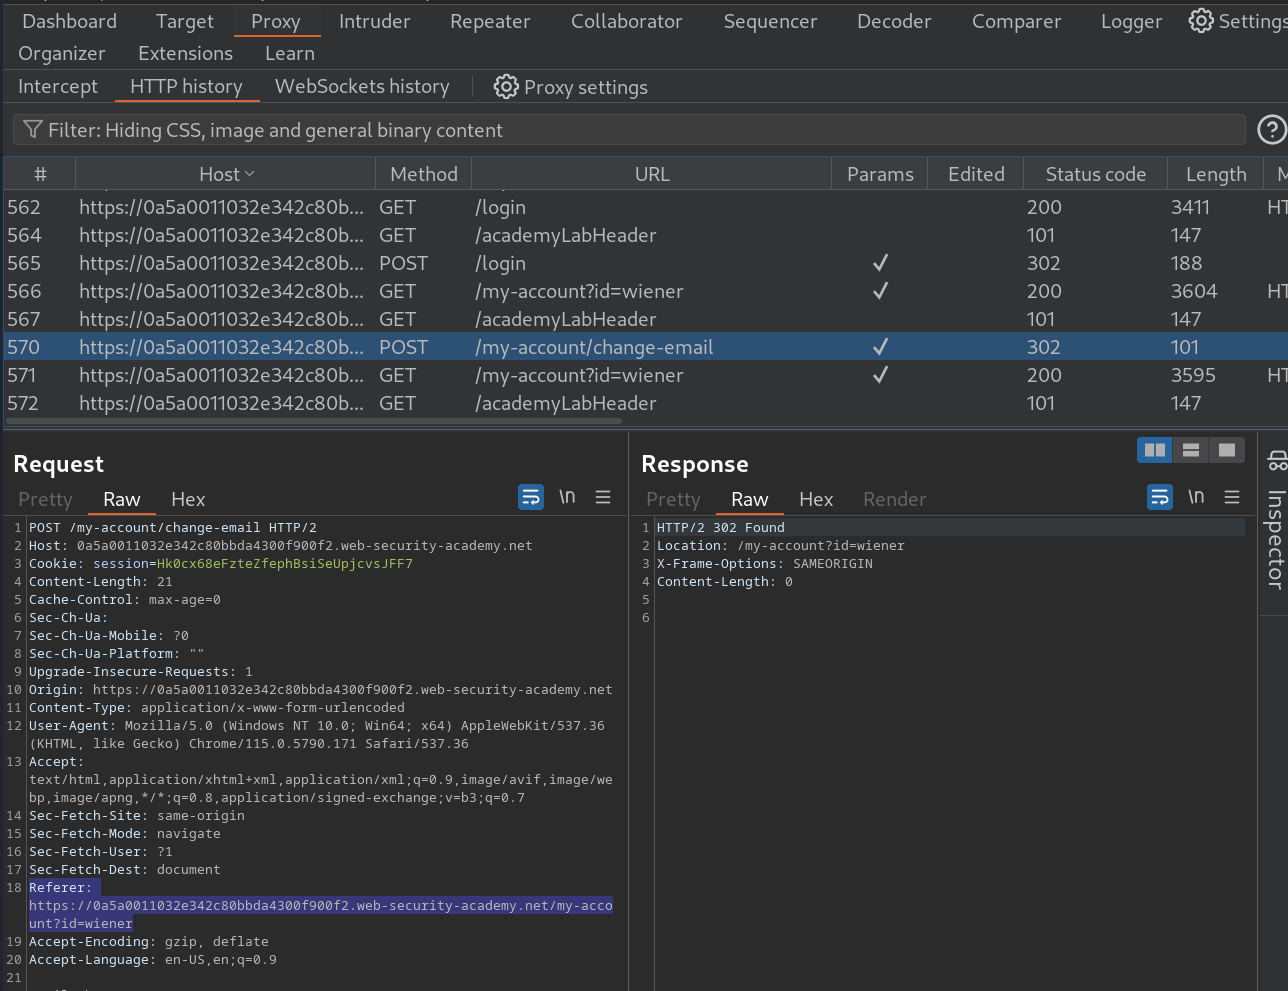 Dashboard Target Proxy Intruder Repeater Collaborator Sequencer Decoder Comparer Logger Settings
Organizer Extensions Learn
Intercept HTTP history WebSockets history Proxy settings
Filter: Hiding CSS, image and general binary content ?
# Host Method URL Params Edited Status code Length M
562 https://0a5a0011032e342c80b... GET /login 200 3411 HT
564 https://0a5a0011032e342c80b... GET /academyLabHeader 101 147
565 https://0a5a0011032e342c80b... POST /login ✓ 302 188
566 https://0a5a0011032e342c80b... GET /my-account?id=wiener ✓ 200 3604 HT
567 https://0a5a0011032e342c80b... GET /academyLabHeader 101 147
570 https://0a5a0011032e342c80b... POST /my-account/change-email ✓ 302 101
571 https://0a5a0011032e342c80b... GET /my-account?id=wiener ✓ 200 3595 HT
572 https://0a5a0011032e342c80b... GET /academyLabHeader 101 147
Request
Pretty Raw Hex \n
1 POST /my-account/change-email HTTP/2
2 Host: 0a5a0011032e342c80bbda4300f900f2.web-security-academy.net
3 Cookie: session=Hk0cx68eFzteZfephBsiSeUpjcvsJFF7
4 Content-Length: 21
5 Cache-Control: max-age=0
6 Sec-Ch-Ua:
7 Sec-Ch-Ua-Mobile: ?0
8 Sec-Ch-Ua-Platform: ""
9 Upgrade-Insecure-Requests: 1
10 Origin: https://0a5a0011032e342c80bbda4300f900f2.web-security-academy.net
11 Content-Type: application/x-www-form-urlencoded
12 User-Agent: Mozilla/5.0 (Windows NT 10.0; Win64; x64) AppleWebKit/537.36
(KHTML, like Gecko) Chrome/115.0.5790.171 Safari/537.36
13 Accept:
text/html,application/xhtml+xml,application/xml;q=0.9,image/avif,image/we
bp,image/apng,*/*;q=0.8,application/signed-exchange;v=b3;q=0.7
14 Sec-Fetch-Site: same-origin
15 Sec-Fetch-Mode: navigate
16 Sec-Fetch-User: ?1
17 Sec-Fetch-Dest: document
18 Referer:
https://0a5a0011032e342c80bbda4300f900f2.web-security-academy.net/my-acco
unt?id=wiener
19 Accept-Encoding: gzip, deflate
20 Accept-Language: en-US,en;q=0.9
21
Response
Pretty Raw Hex Render \n
1 HTTP/2 302 Found
2 Location: /my-account?id=wiener
3 X-Frame-Options: SAMEORIGIN
4 Content-Length: 0
5
6
Inspector